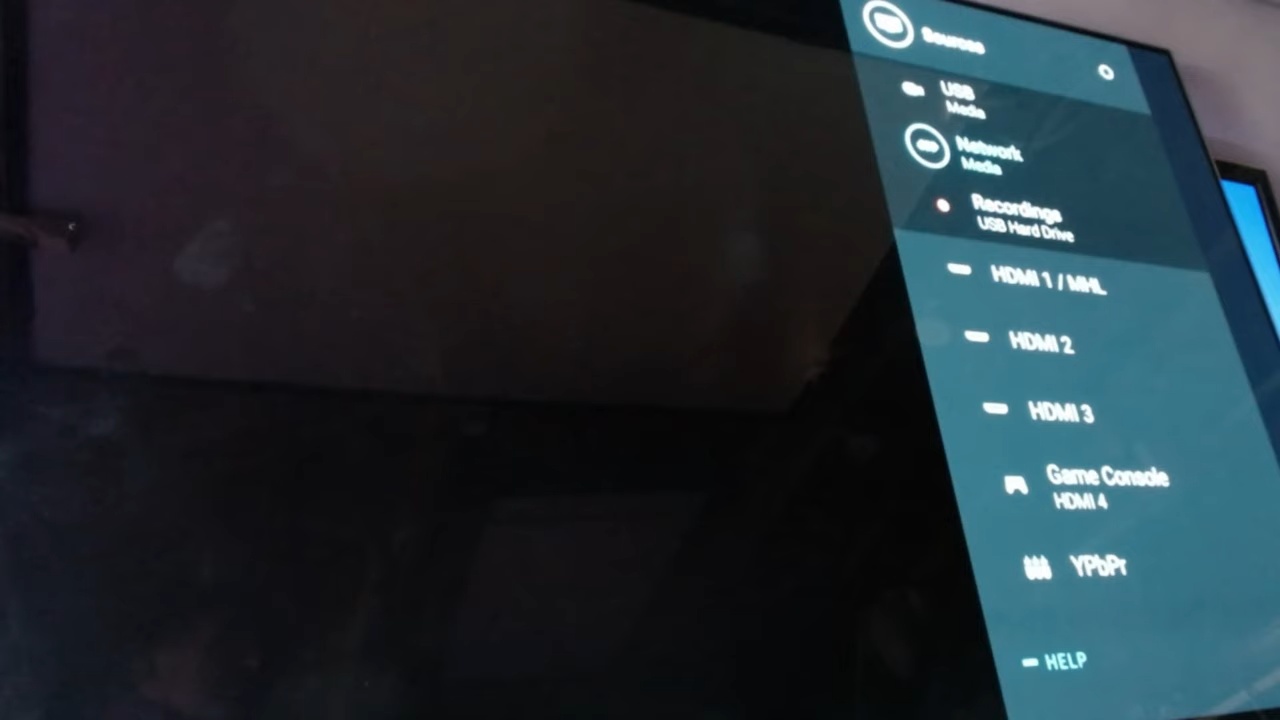 Sources
USB
Media
Network
Media
Recordings
USB Hard Drive
HDMI 1 / MHL
HDMI 2
HDMI 3
Game Console
HDMI 4
YPbPr
HELP